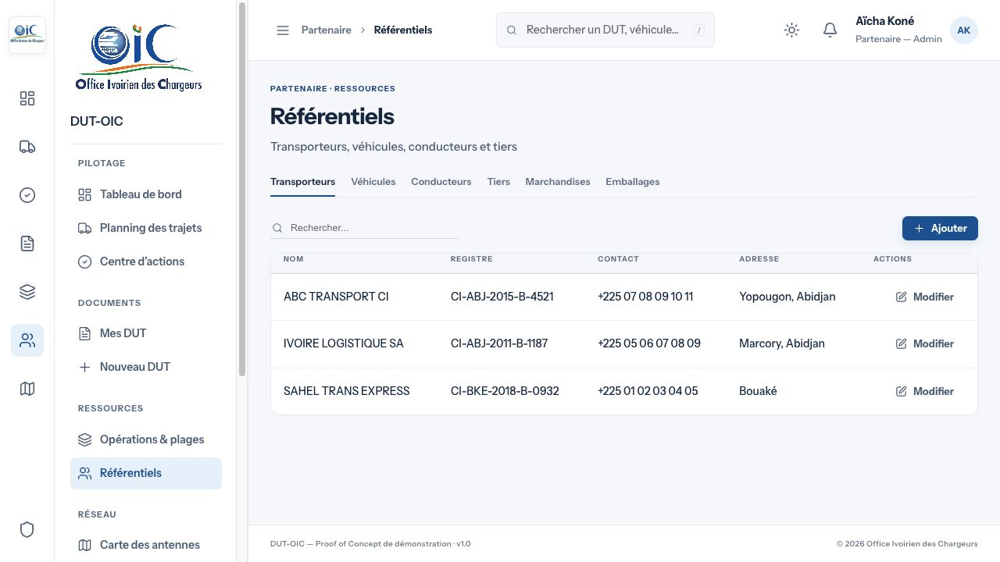 OIC
Office Ivoirien des Chargeurs
OIC
Office Ivoirien des Chargeurs
DUT-OIC
PILOTAGE
Tableau de bord
Planning des trajets
Centre d’actions
DOCUMENTS
Mes DUT
Nouveau DUT
RESSOURCES
Opérations & plages
Référentiels
RÉSEAU
Carte des antennes
Partenaire › Référentiels
Rechercher un DUT, véhicule... /
Aïcha Koné
Partenaire — Admin
AK
PARTENAIRE · RESSOURCES
Référentiels
Transporteurs, véhicules, conducteurs et tiers
Transporteurs Véhicules Conducteurs Tiers Marchandises Emballages
Rechercher...
Ajouter
NOM REGISTRE CONTACT ADRESSE ACTIONS
ABC TRANSPORT CI CI-ABJ-2015-B-4521 +225 07 08 09 10 11 Yopougon, Abidjan Modifier
IVOIRE LOGISTIQUE SA CI-ABJ-2011-B-1187 +225 05 06 07 08 09 Marcory, Abidjan Modifier
SAHEL TRANS EXPRESS CI-BKE-2018-B-0932 +225 01 02 03 04 05 Bouaké Modifier
DUT-OIC — Proof of Concept de démonstration · v1.0
© 2026 Office Ivoirien des Chargeurs